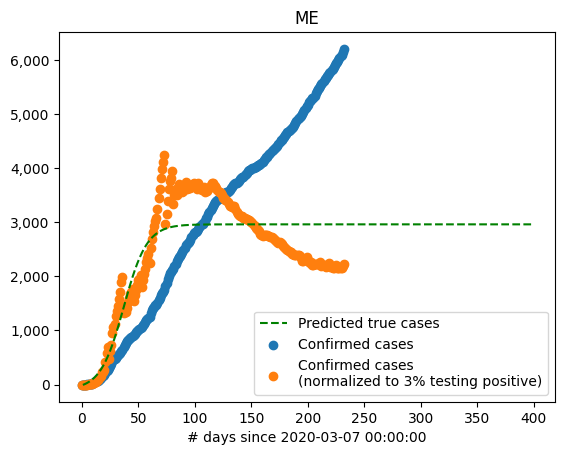 ME
6,000
5,000
4,000
3,000
2,000
1,000
0
Predicted true cases
Confirmed cases
Confirmed cases
(normalized to 3% testing positive)
0 50 100 150 200 250 300 350 400
# days since 2020-03-07 00:00:00